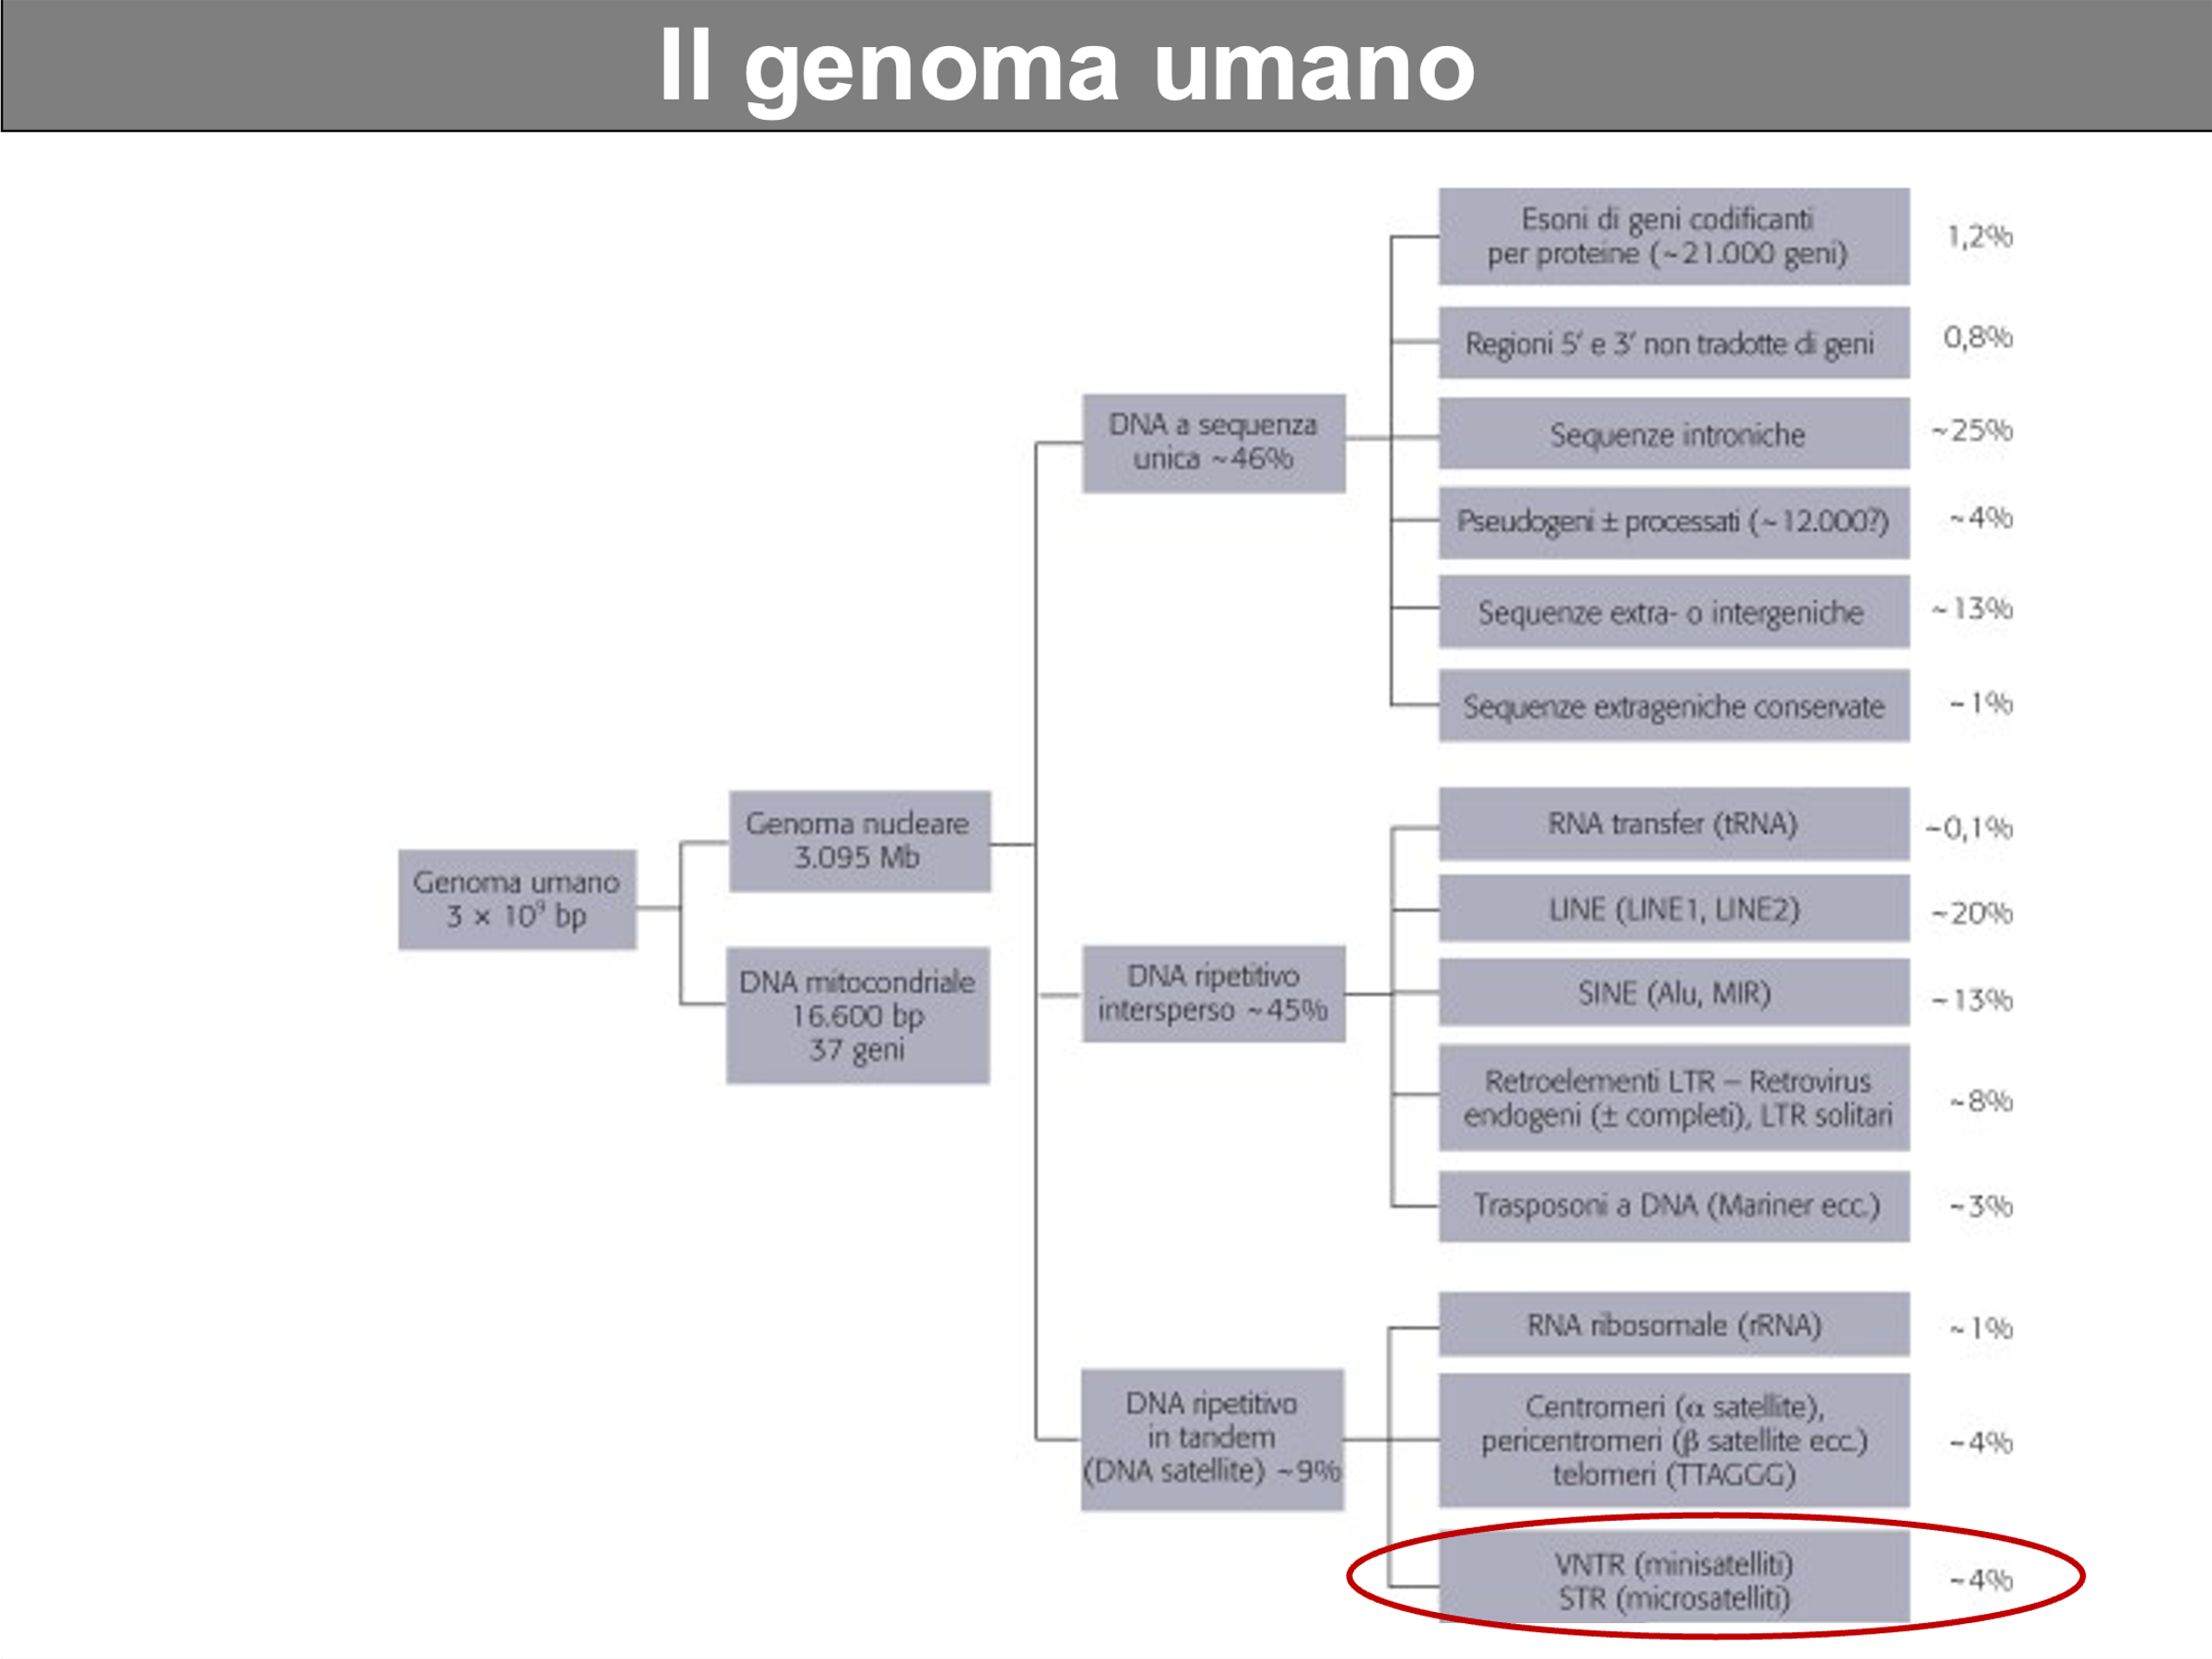 Il genoma umano
Esoni di geni codificanti
per proteine (~21.000 geni)
1,2%
Regioni 5′ e 3′ non tradotte di geni
0,8%
DNA a sequenza
unica ~46%
Sequenze introniche
~25%
Pseudogeni ± processati (~12.000?)
~4%
Sequenze extra- o intergeniche
~13%
Sequenze extrageniche conservate
~1%
Genoma umano
3 × 10⁹ bp
Genoma nucleare
3.095 Mb
DNA mitocondriale
16.600 bp
37 geni
RNA transfer (tRNA)
~0,1%
LINE (LINE1, LINE2)
~20%
DNA ripetitivo
intersperso ~45%
SINE (Alu, MIR)
~13%
Retroelementi LTR – Retrovirus
endogeni (± completi), LTR solitari
~8%
Trasposoni a DNA (Mariner ecc.)
~3%
RNA ribosomale (rRNA)
~1%
DNA ripetitivo
in tandem
(DNA satellite) ~9%
Centromeri (α satellite),
pericentromeri (β satellite ecc.)
telomeri (TTAGGG)
~4%
VNTR (minisatelliti)
STR (microsatelliti)
~4%